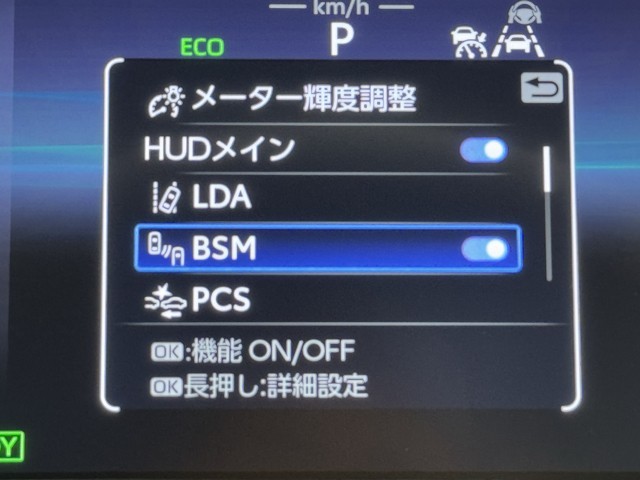 km/h
ECO
P
メーター輝度調整
HUDメイン
LDA
BSM
PCS
OK:機能 ON/OFF
OK長押し:詳細設定